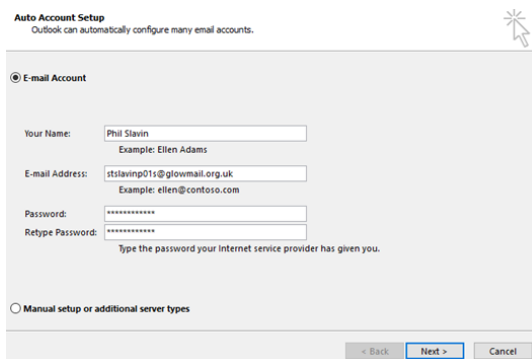 Auto Account Setup
Outlook can automatically configure many email accounts.
E-mail Account
Your Name: Phil Slavin
Example: Ellen Adams
E-mail Address: stslavinp01s@glowmail.org.uk
Example: ellen@contoso.com
Password: ************
Retype Password: ************
Type the password your Internet service provider has given you.
Manual setup or additional server types
< Back Next > Cancel